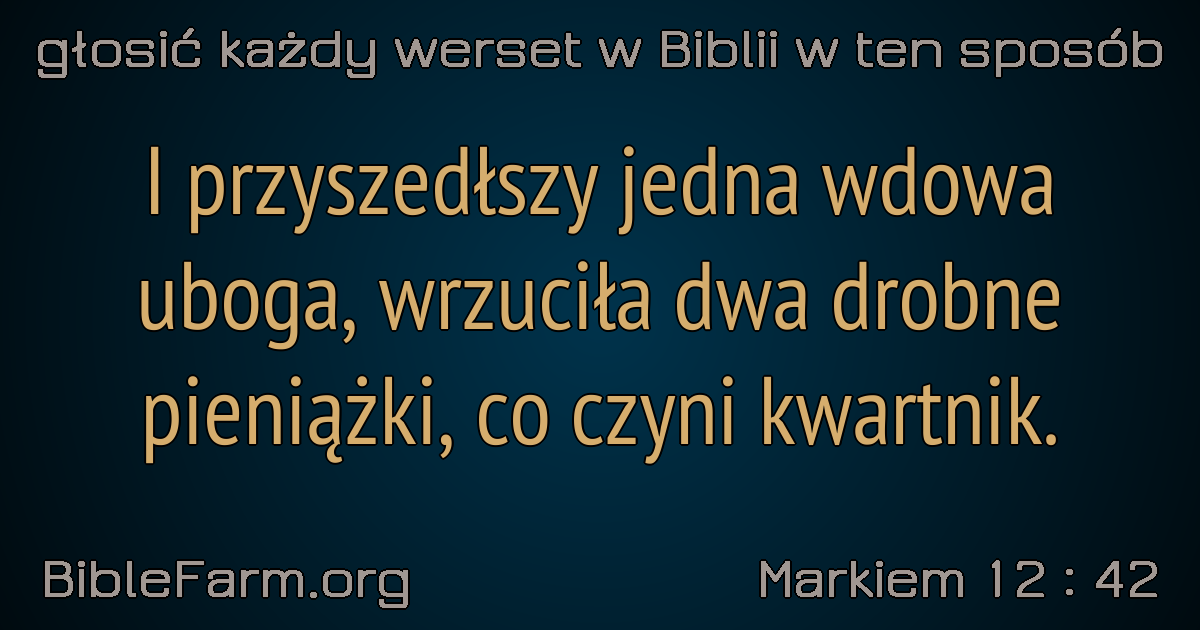 głosić każdy werset w Biblii w ten sposób
I przyszedłszy jedna wdowa
uboga, wrzuciła dwa drobne
pieniążki, co czyni kwartnik.
BibleFarm.org
Markiem 12 : 42